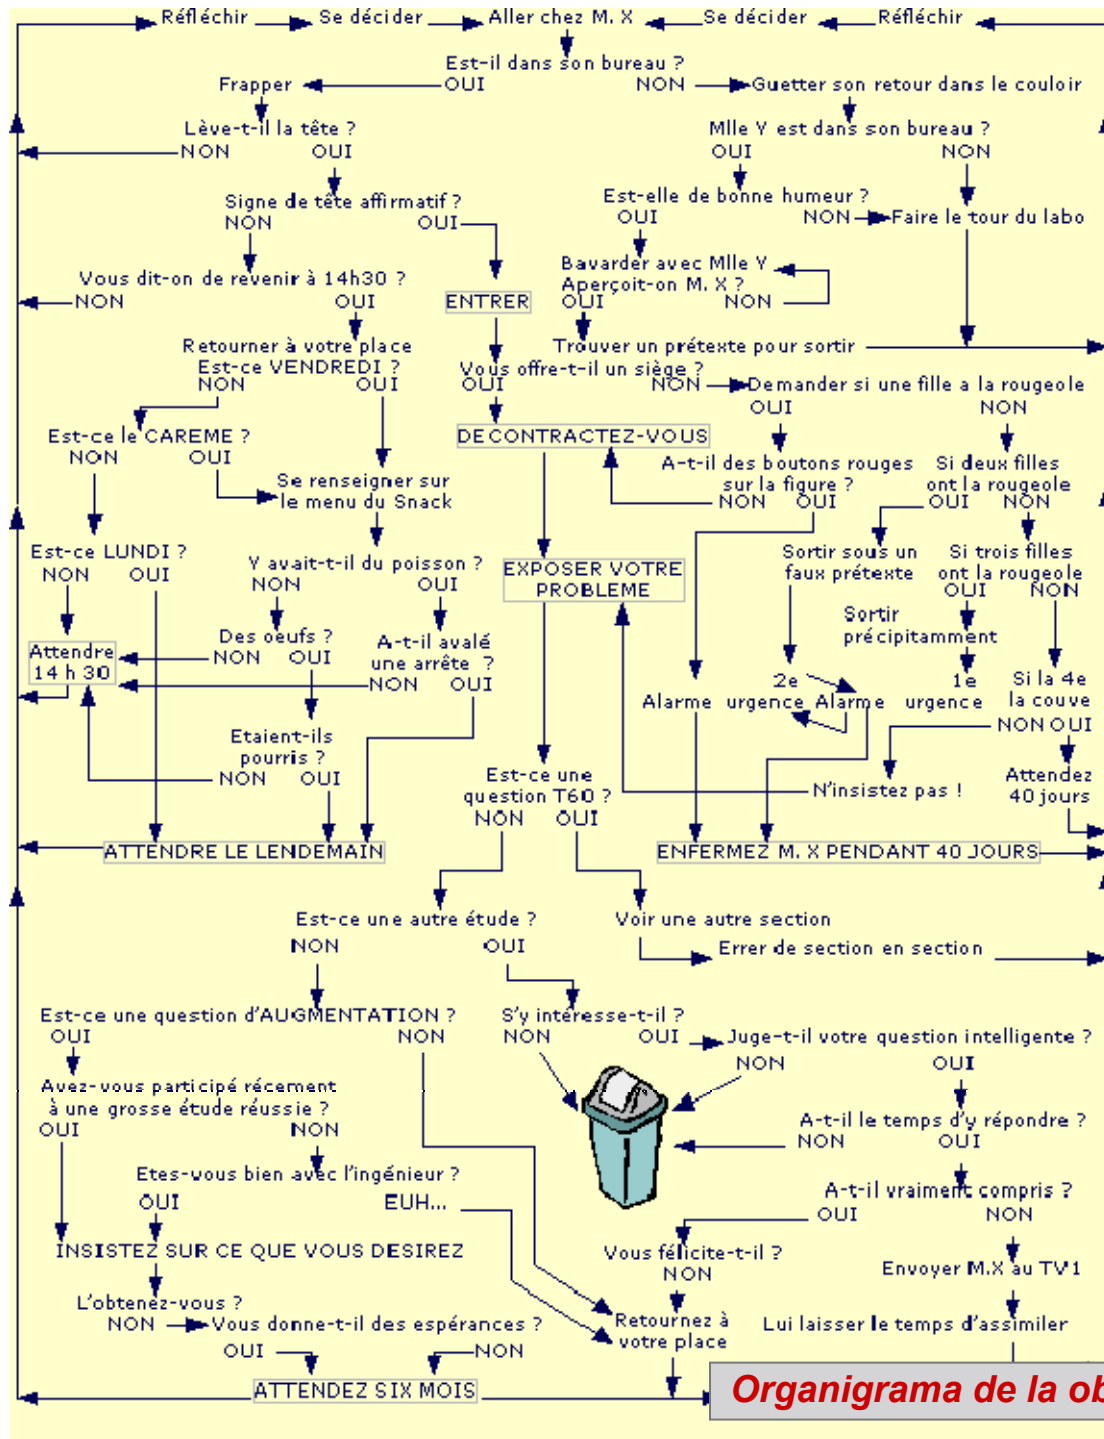 Réfléchir Se décider Aller chez M. X Se décider Réfléchir
Est-il dans son bureau ?
Frapper OUI NON Guetter son retour dans le couloir
Lève-t-il la tête ? Mlle Y est dans son bureau ?
NON OUI OUI NON
Signe de tête affirmatif ? Est-elle de bonne humeur ?
NON OUI OUI NON Faire le tour du labo
Vous dit-on de revenir à 14h30 ? Bavarder avec Mlle Y
NON OUI ENTRER Aperçoit-on M. X ?
OUI NON
Retourner à votre place Trouver un prétexte pour sortir
Est-ce VENDREDI ? Vous offre-t-il un siège ?
NON OUI OUI NON Demander si une fille a la rougeole
OUI NON
Est-ce le CAREME ? DECONTRACTEZ-VOUS
NON OUI A-t-il des boutons rouges Si deux filles
Se renseigner sur sur la figure ? ont la rougeole
le menu du Snack NON OUI OUI NON
Est-ce LUNDI ? Y avait-t-il du poisson ? Sortir sous un Si trois filles
NON OUI NON OUI EXPOSER VOTRE faux prétexte ont la rougeole
PROBLEME OUI NON
Sortir
Des oeufs ? A-t-il avalé précipitamment
Attendre NON OUI une arrête ?
14 h 30 NON OUI 2e 1e Si la 4e
Alarme urgence Alarme urgence la couve
Etaient-ils NON OUI
pourris ?
NON OUI Est-ce une Attendez
question T60 ? N'insistez pas ! 40 jours
NON OUI
ATTENDRE LE LENDEMAIN ENFERMEZ M. X PENDANT 40 JOURS
Est-ce une autre étude ? Voir une autre section
NON OUI Errer de section en section
Est-ce une question d'AUGMENTATION ? S'y intéresse-t-il ?
OUI NON NON OUI Juge-t-il votre question intelligente ?
NON OUI
Avez-vous participé récement
à une grosse étude réussie ? A-t-il le temps d'y répondre ?
OUI NON NON OUI
Etes-vous bien avec l'ingénieur ? A-t-il vraiment compris ?
OUI EUH... OUI NON
INSISTEZ SUR CE QUE VOUS DESIREZ Vous félicite-t-il ?
NON Envoyer M.X au TV1
L'obtenez-vous ?
NON Vous donne-t-il des espérances ? Retournez à Lui laisser le temps d'assimiler
OUI NON votre place
ATTENDEZ SIX MOIS Organigrama de la ob